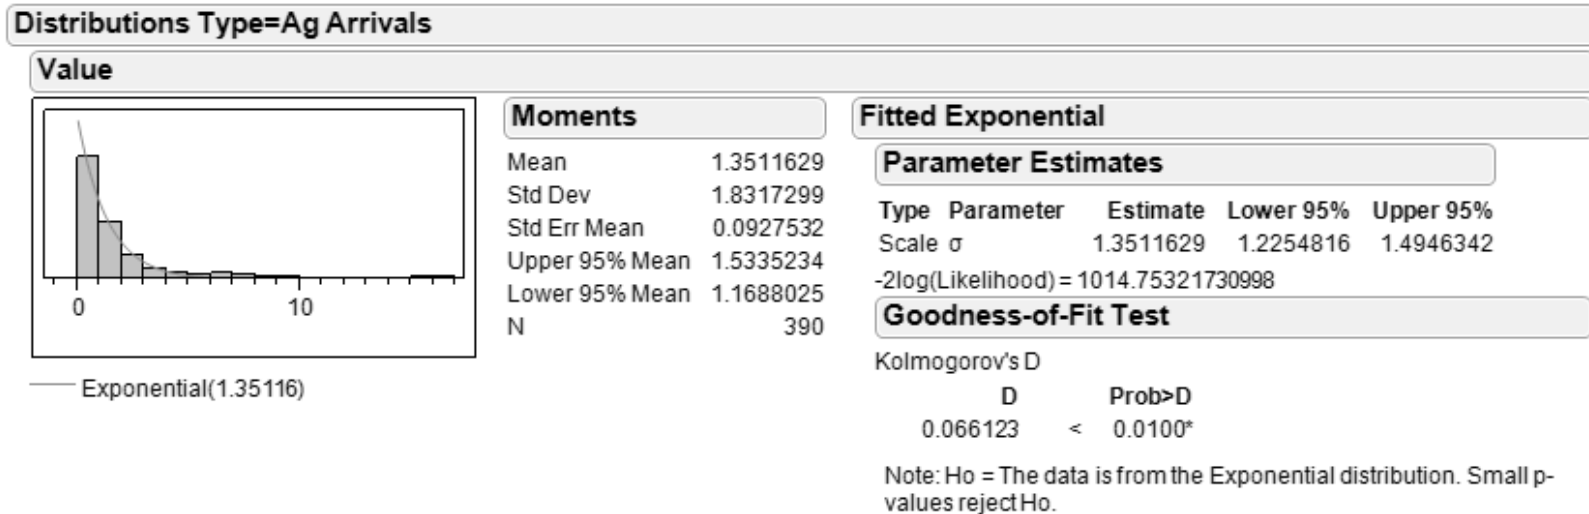 Distributions Type=Ag Arrivals
Value
0 10
Exponential(1.35116)
Moments
Mean 1.3511629
Std Dev 1.8317299
Std Err Mean 0.0927532
Upper 95% Mean 1.5335234
Lower 95% Mean 1.1688025
N 390
Fitted Exponential
Parameter Estimates
Type Parameter Estimate Lower 95% Upper 95%
Scale σ 1.3511629 1.2254816 1.4946342
-2log(Likelihood) = 1014.75321730998
Goodness-of-Fit Test
Kolmogorov's D
D Prob>D
0.066123 < 0.0100*
Note: Ho = The data is from the Exponential distribution. Small p-
values reject Ho.